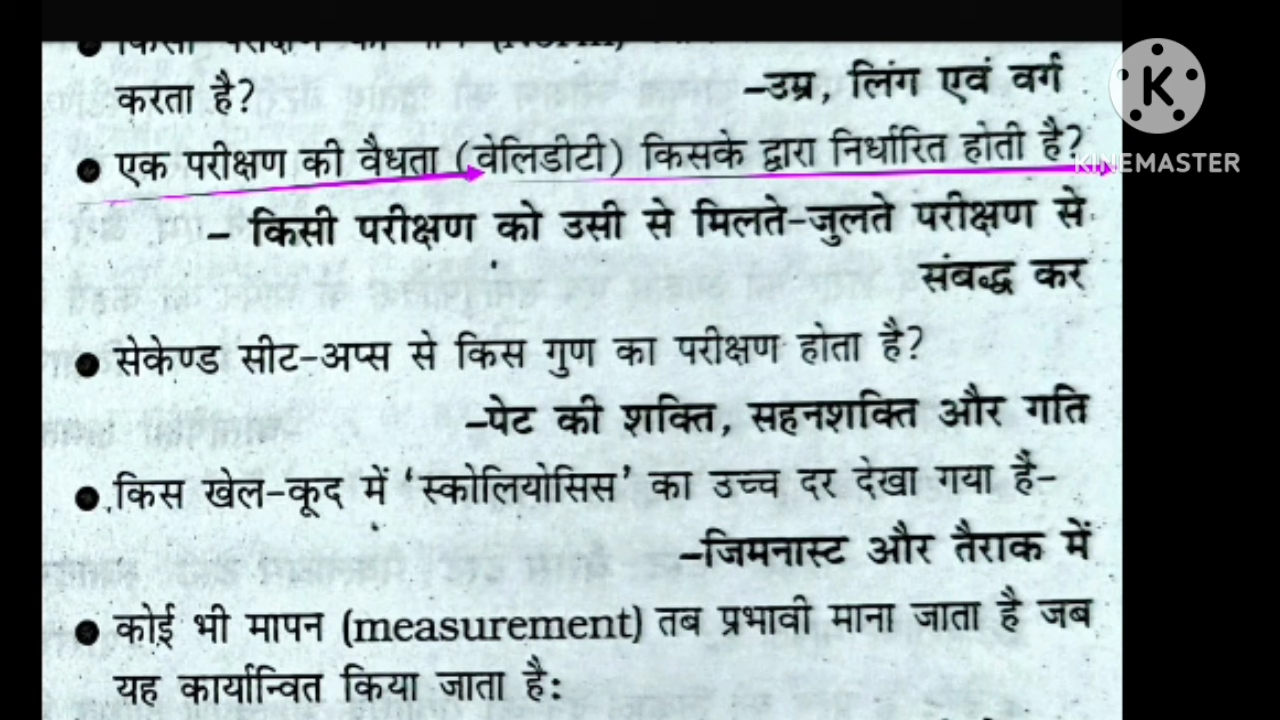 करता है?
–उम्र, लिंग एवं वर्ग
● एक परीक्षण की वैधता (वेलिडीटी) किसके द्वारा निर्धारित होती है?
– किसी परीक्षण को उसी से मिलते-जुलते परीक्षण से
संबद्ध कर
● सेकेण्ड सीट-अप्स से किस गुण का परीक्षण होता है?
–पेट की शक्ति, सहनशक्ति और गति
● किस खेल-कूद में ‘स्कोलियोसिस’ का उच्च दर देखा गया है–
–जिमनास्ट और तैराक में
● कोई भी मापन (measurement) तब प्रभावी माना जाता है जब
यह कार्यान्वित किया जाता है:
K
KINEMASTER